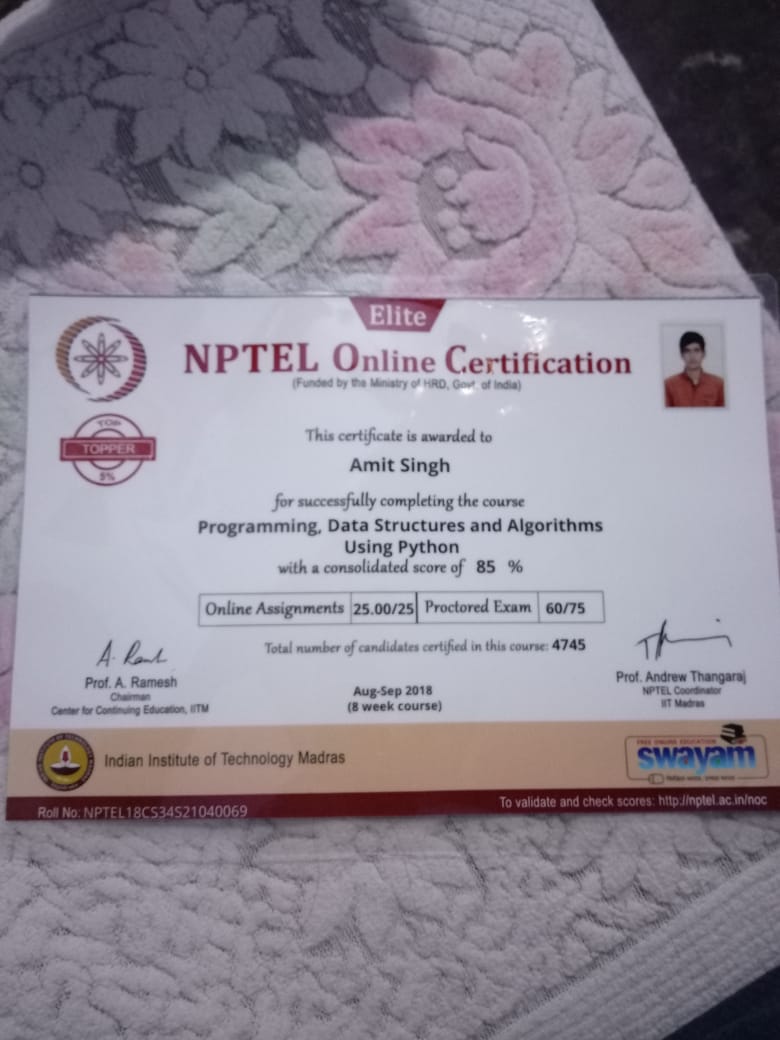 Elite
NPTEL Online Certification
(Funded by the Ministry of HRD, Govt. of India)
TOP
TOPPER
5%
This certificate is awarded to
Amit Singh
for successfully completing the course
Programming, Data Structures and Algorithms
Using Python
with a consolidated score of 85 %
Online Assignments 25.00/25 Proctored Exam 60/75
Total number of candidates certified in this course: 4745
A. Ramesh
Prof. A. Ramesh
Chairman
Center for Continuing Education, IITM
Aug-Sep 2018
(8 week course)
Prof. Andrew Thangaraj
NPTEL Coordinator
IIT Madras
Indian Institute of Technology Madras
FREE ONLINE EDUCATION
swayam
Roll No: NPTEL18CS34S21040069
To validate and check scores: http://nptel.ac.in/noc